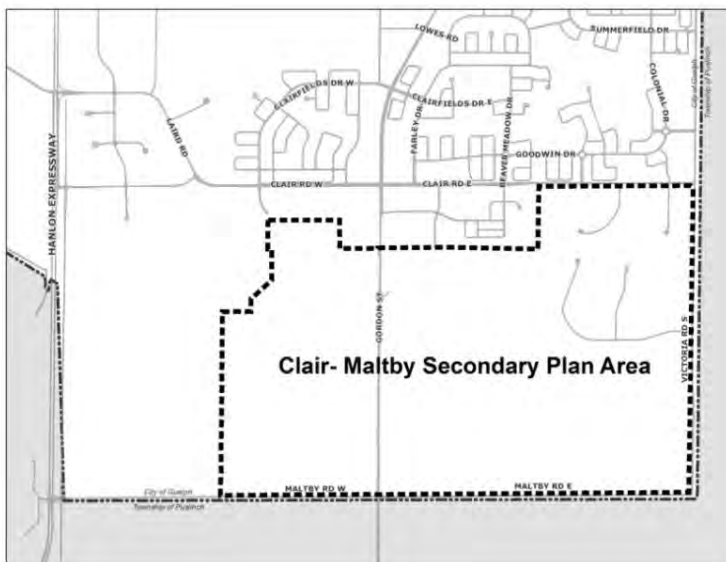 LOWES RD
SUMMERFIELD DR
CLAIRFIELDS DR W
CLAIRFIELDS DR E
COLONIAL DR
City of Guelph
Township of Puslinch
LAIRD RD
FARLEY DR
BEAVER MEADOW DR
GOODWIN DR
CLAIR RD W
CLAIR RD E
HANLON EXPRESSWAY
GORDON ST
VICTORIA RD S
Clair- Maltby Secondary Plan Area
MALTBY RD W
MALTBY RD E
City of Guelph
Township of Puslinch